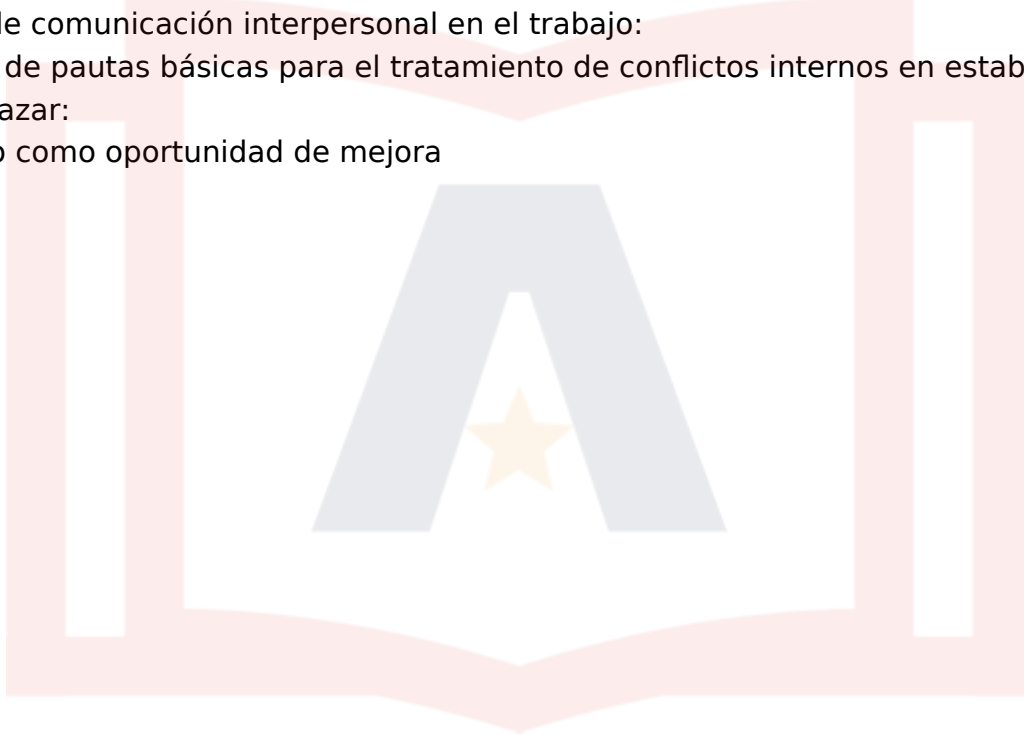 de comunicación interpersonal en el trabajo:
de pautas básicas para el tratamiento de conflictos internos en estab
azar:
o como oportunidad de mejora